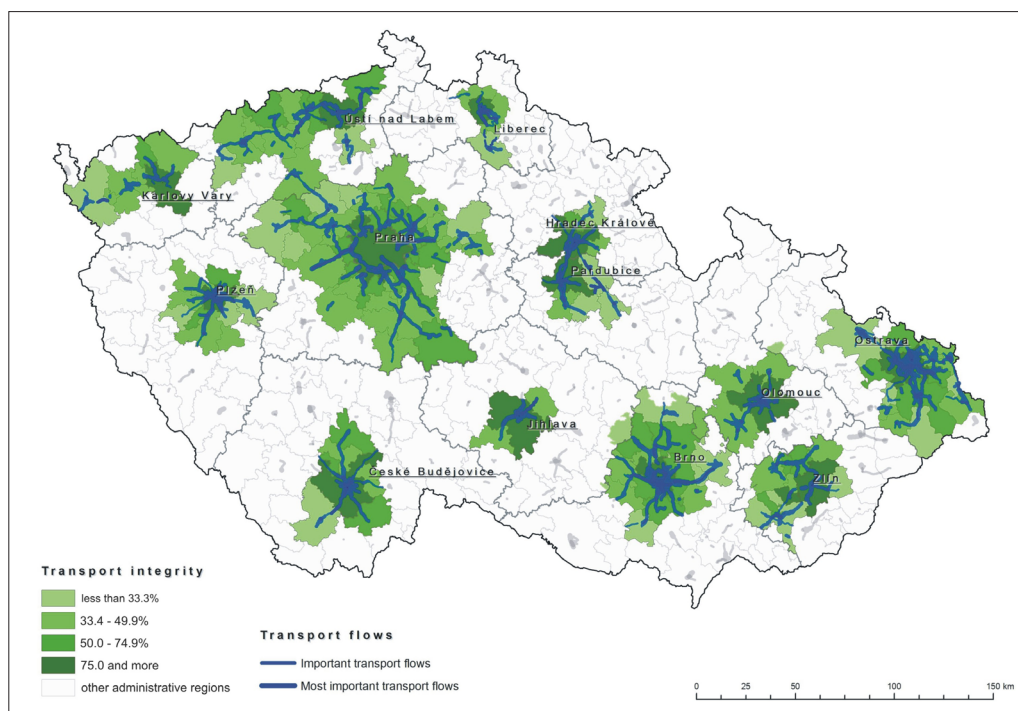 Ústí nad Labem
Liberec
Karlovy Vary
Praha
Hradec Králové
Pardubice
Plzeň
Ostrava
Olomouc
Jihlava
Brno
České Budějovice
Zlín
Transport integrity
less than 33.3%
33.4 - 49.9%
50.0 - 74.9%
75.0 and more
other administrative regions
Transport flows
Important transport flows
Most important transport flows
0 25 50 100 150 km